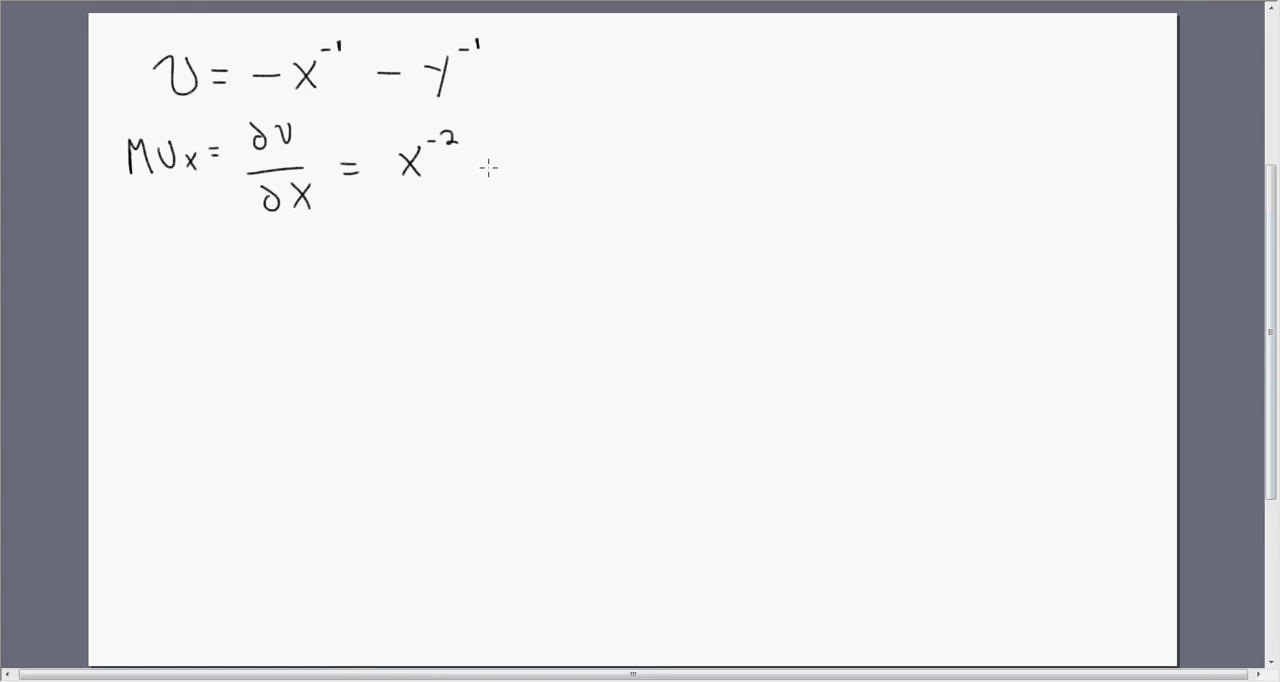 U = -x⁻¹ - y⁻¹
MUx = ∂U/∂x = x⁻²